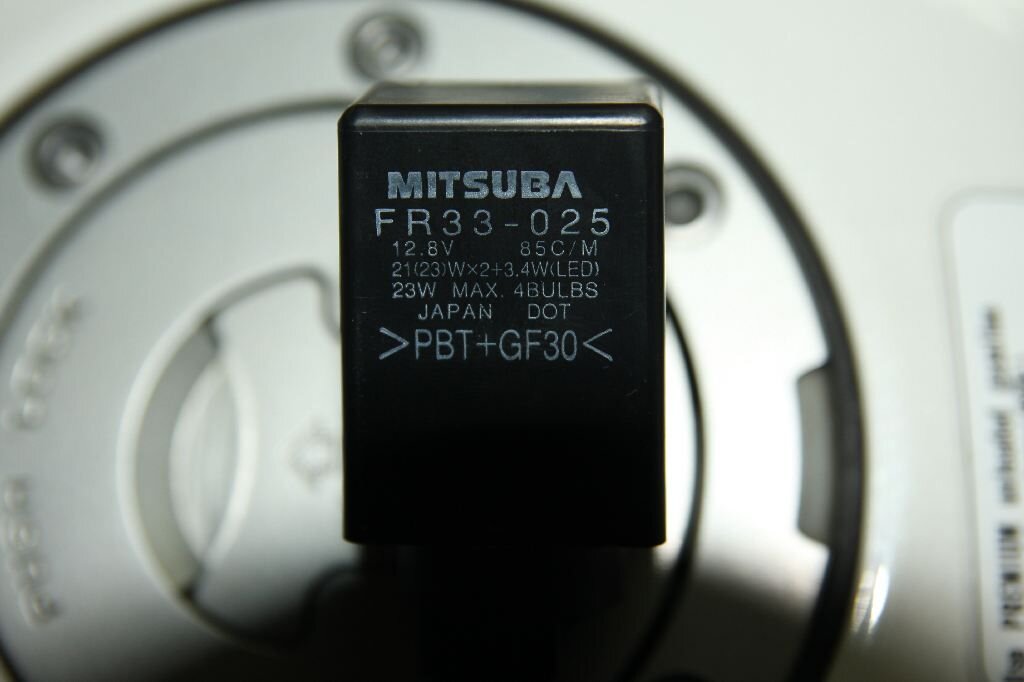 MITSUBA
FR33-025
12.8V 85C/M
21(23)W×2+3.4W(LED)
23W MAX. 4BULBS
JAPAN DOT
>PBT+GF30<
PREMIUM